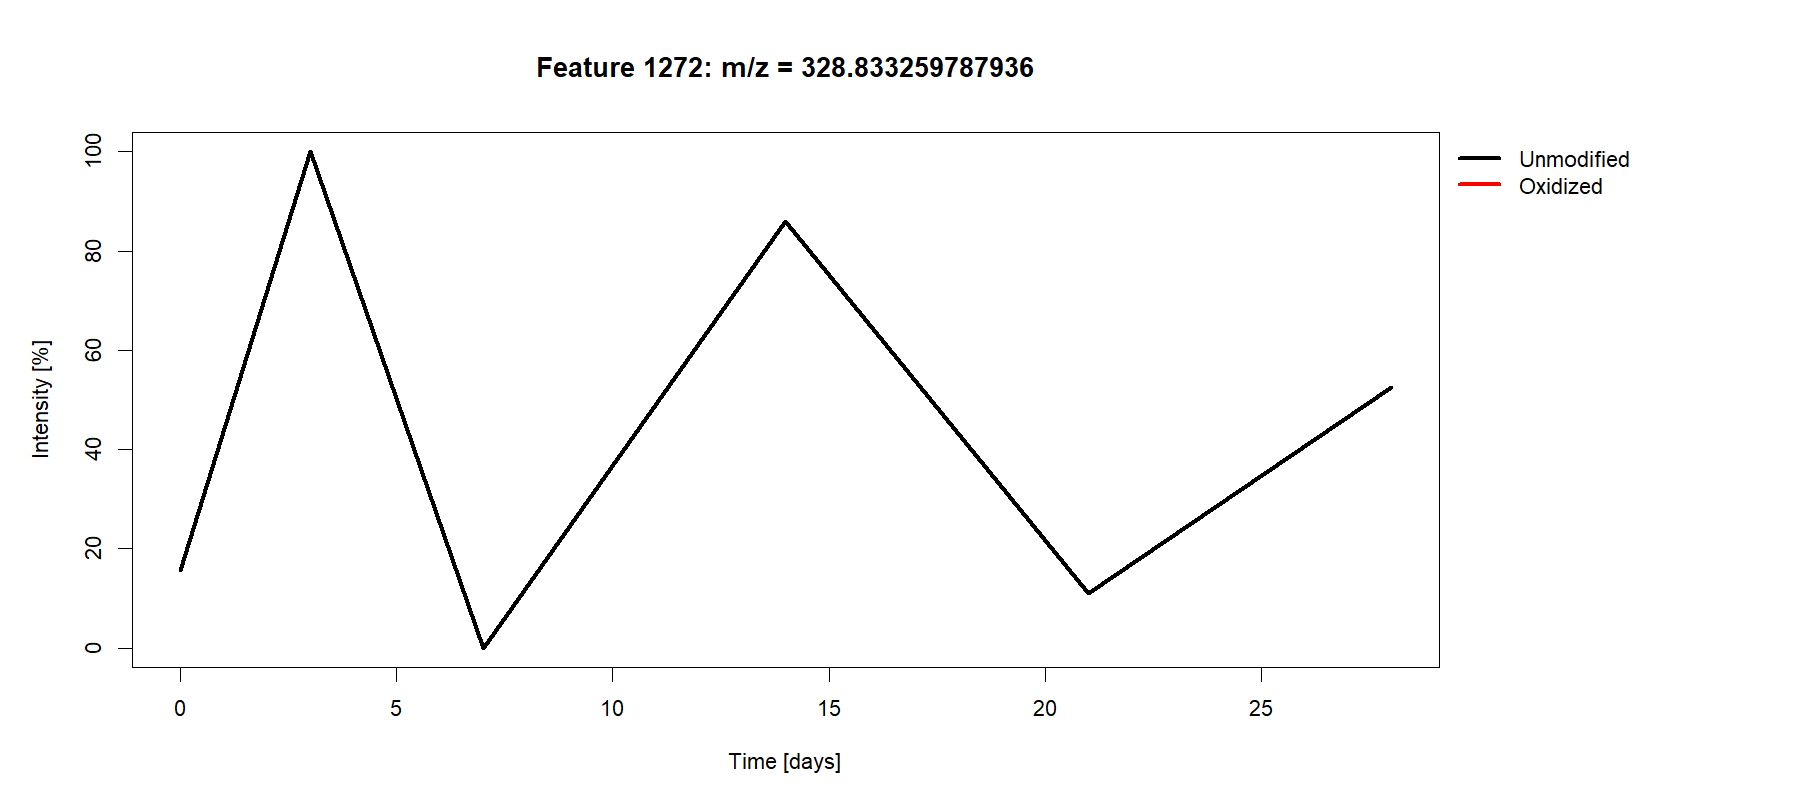 Feature 1272: m/z = 328.833259787936
Unmodified
Oxidized
Intensity [%]
100
80
60
40
20
0
0 5 10 15 20 25
Time [days]